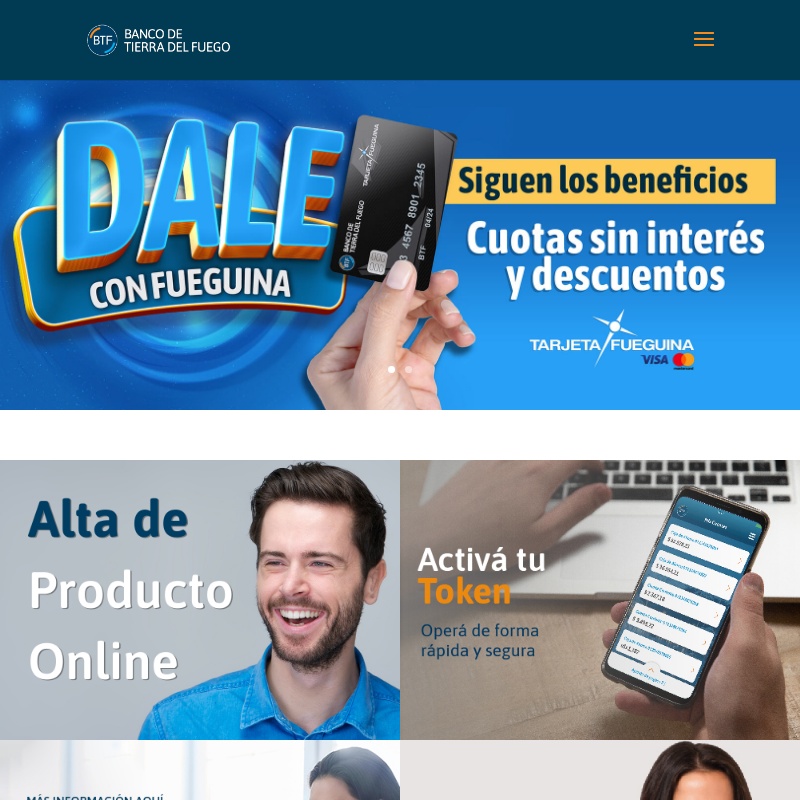 BTF
BANCO DE
TIERRA DEL FUEGO
DALE
CON FUEGUINA
TARJETA FUEGUINA
4567 8901 2345
BTF 04/24
BTF BANCO DE
TIERRA DEL FUEGO
Siguen los beneficios
Cuotas sin interés
y descuentos
TARJETA FUEGUINA
VISA
mastercard
Alta de
Producto
Online
Activá tu
Token
Operá de forma
rápida y segura
MÁS INFORMACIÓN AQUÍ